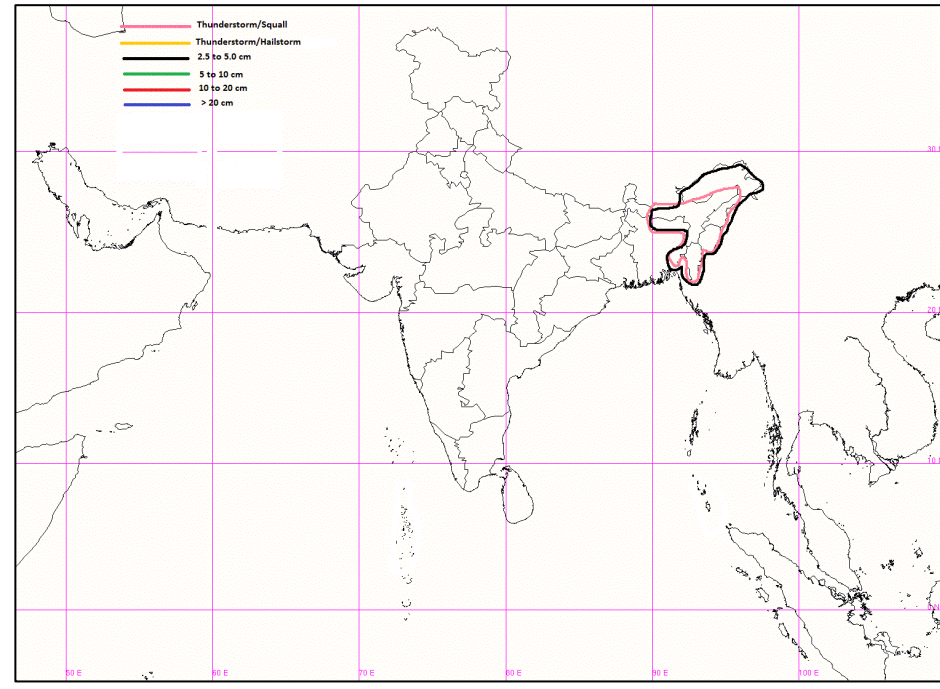 Thunderstorm/Squall
Thunderstorm/Hailstorm
2.5 to 5.0 cm
5 to 10 cm
10 to 20 cm
> 20 cm
30
20
10
50 E
60 E
70 E
80 E
90 E
100 E